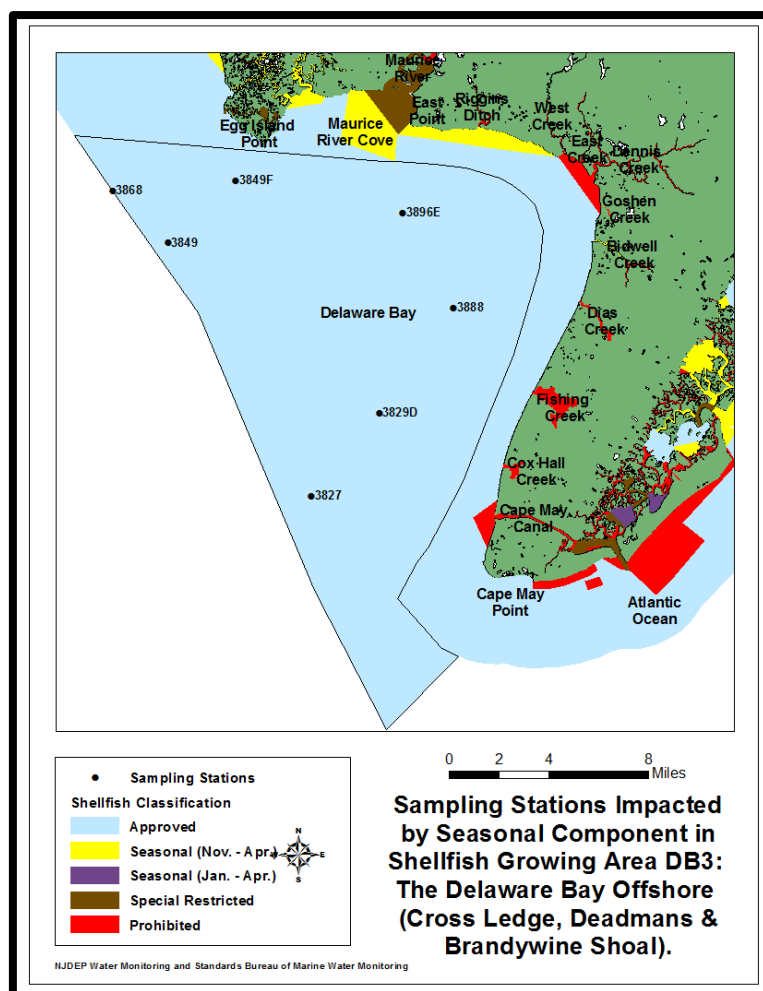 Maurice
River
East
Point
Riggins
Ditch
West
Creek
Egg Island
Point
Maurice
River Cove
East
Creek
Dennis
Creek
3868
3849F
3896E
Goshen
Creek
3849
Bidwell
Creek
Delaware Bay
3888
Dias
Creek
3829D
Fishing
Creek
Cox Hall
Creek
3827
Cape May
Canal
Cape May
Point
Atlantic
Ocean
0 2 4 8
Miles
Sampling Stations
Shellfish Classification
Approved
Seasonal (Nov. - Apr.)
Seasonal (Jan. - Apr.)
Special Restricted
Prohibited
N
W E
S
Sampling Stations Impacted
by Seasonal Component in
Shellfish Growing Area DB3:
The Delaware Bay Offshore
(Cross Ledge, Deadmans &
Brandywine Shoal).
NJDEP Water Monitoring and Standards Bureau of Marine Water Monitoring